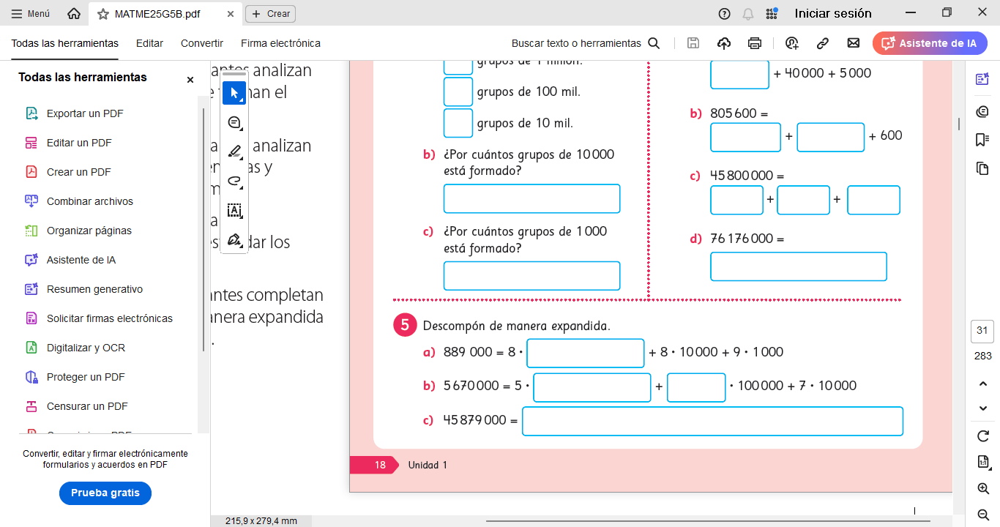 Menú
MATME25G5B.pdf
Crear
Iniciar sesión
Todas las herramientas
Editar
Convertir
Firma electrónica
Buscar texto o herramientas
Asistente de IA
Todas las herramientas
Exportar un PDF
Editar un PDF
Crear un PDF
Combinar archivos
Organizar páginas
Asistente de IA
Resumen generativo
Solicitar firmas electrónicas
Digitalizar y OCR
Proteger un PDF
Censurar un PDF
Convertir, editar y firmar electrónicamente
formularios y acuerdos en PDF
Prueba gratis
analizan
el
analizan
y
los
completan
expandida
.
grupos de 1 millón.
grupos de 100 mil.
grupos de 10 mil.
b) ¿Por cuántos grupos de 10 000
está formado?
c) ¿Por cuántos grupos de 1 000
está formado?
+ 40 000 + 5 000
b) 805 600 =
+ + 600
c) 45 800 000 =
+ +
d) 76 176 000 =
5 Descompón de manera expandida.
a) 889 000 = 8 · + 8 · 10 000 + 9 · 1 000
b) 5 670 000 = 5 · + · 100 000 + 7 · 10 000
c) 45 879 000 =
18 Unidad 1
215,9 x 279,4 mm
31
283
1:1